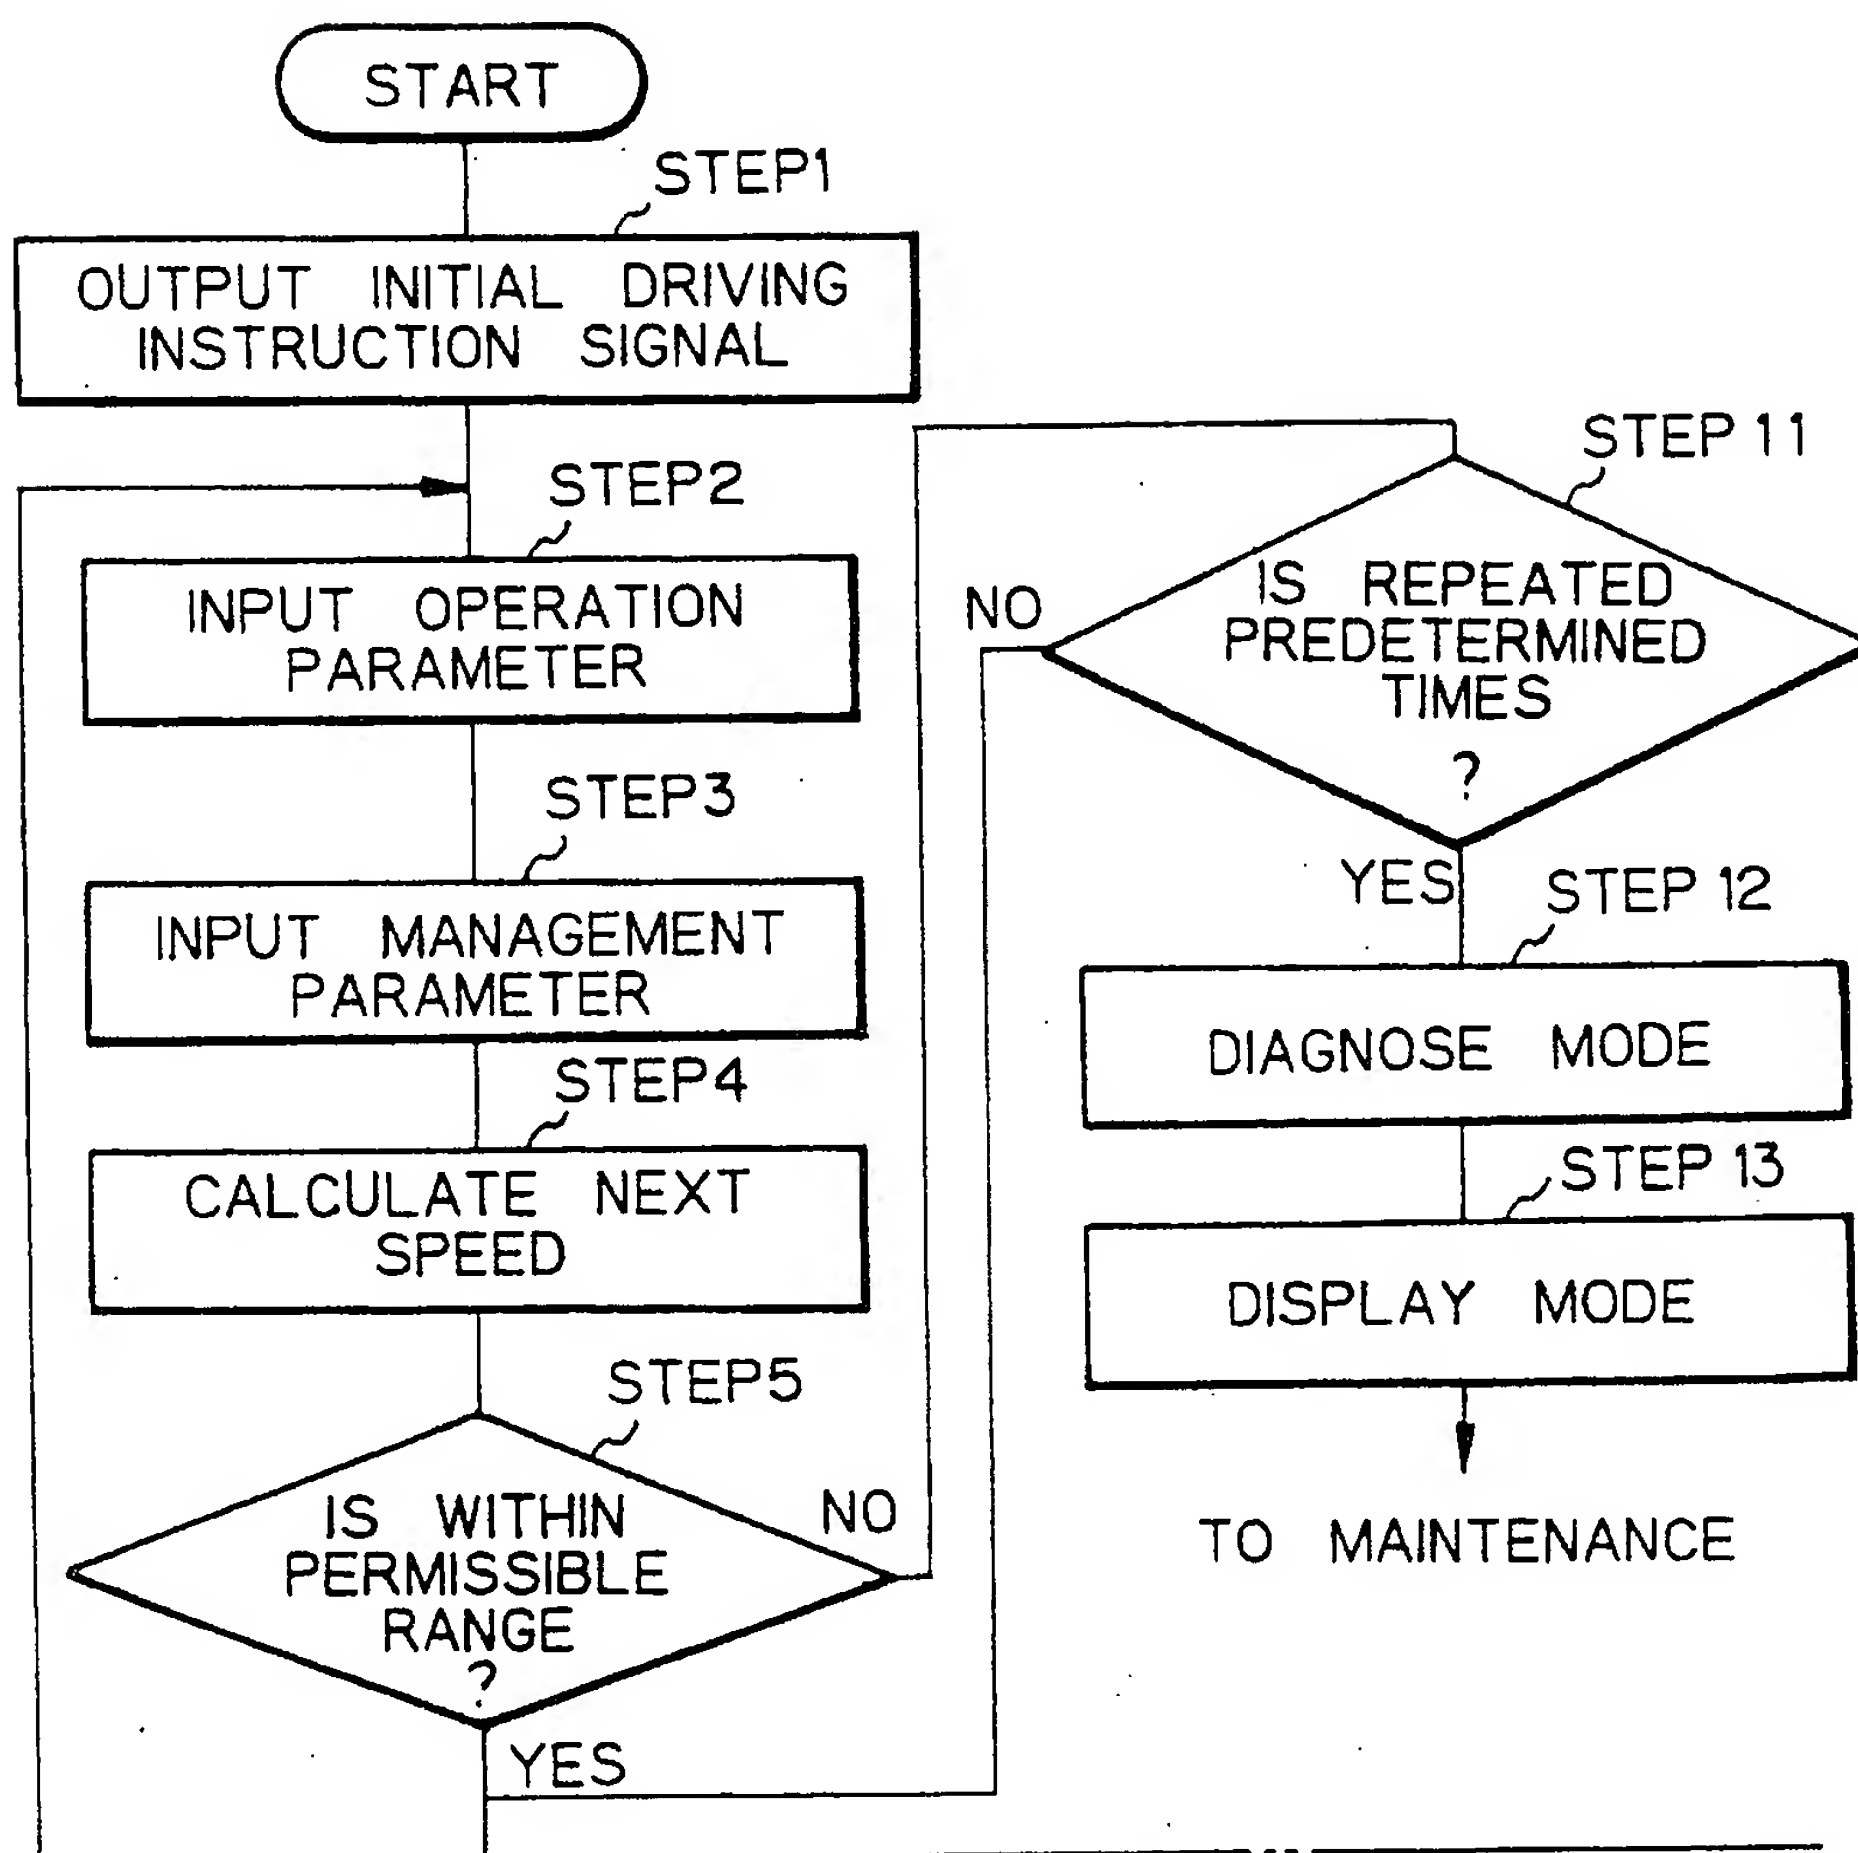 START
STEP1
OUTPUT INITIAL DRIVING
INSTRUCTION SIGNAL
STEP2
INPUT OPERATION
PARAMETER
STEP3
INPUT MANAGEMENT
PARAMETER
STEP4
CALCULATE NEXT
SPEED
STEP5
IS WITHIN
PERMISSIBLE
RANGE
?
NO
YES
STEP 11
IS REPEATED
PREDETERMINED
TIMES
?
NO
YES
STEP 12
DIAGNOSE MODE
STEP 13
DISPLAY MODE
TO MAINTENANCE